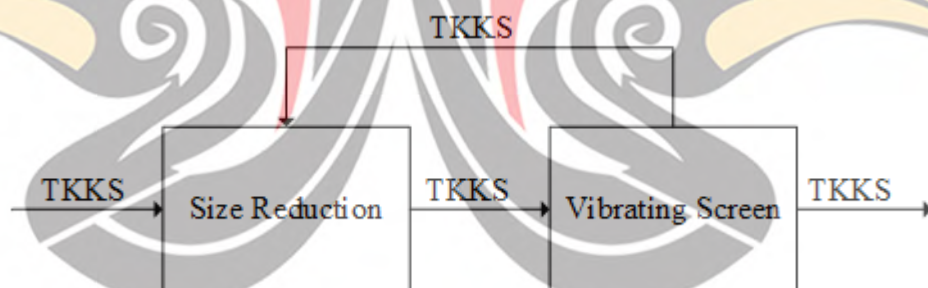 TKKS
TKKS
Size Reduction
TKKS
Vibrating Screen
TKKS